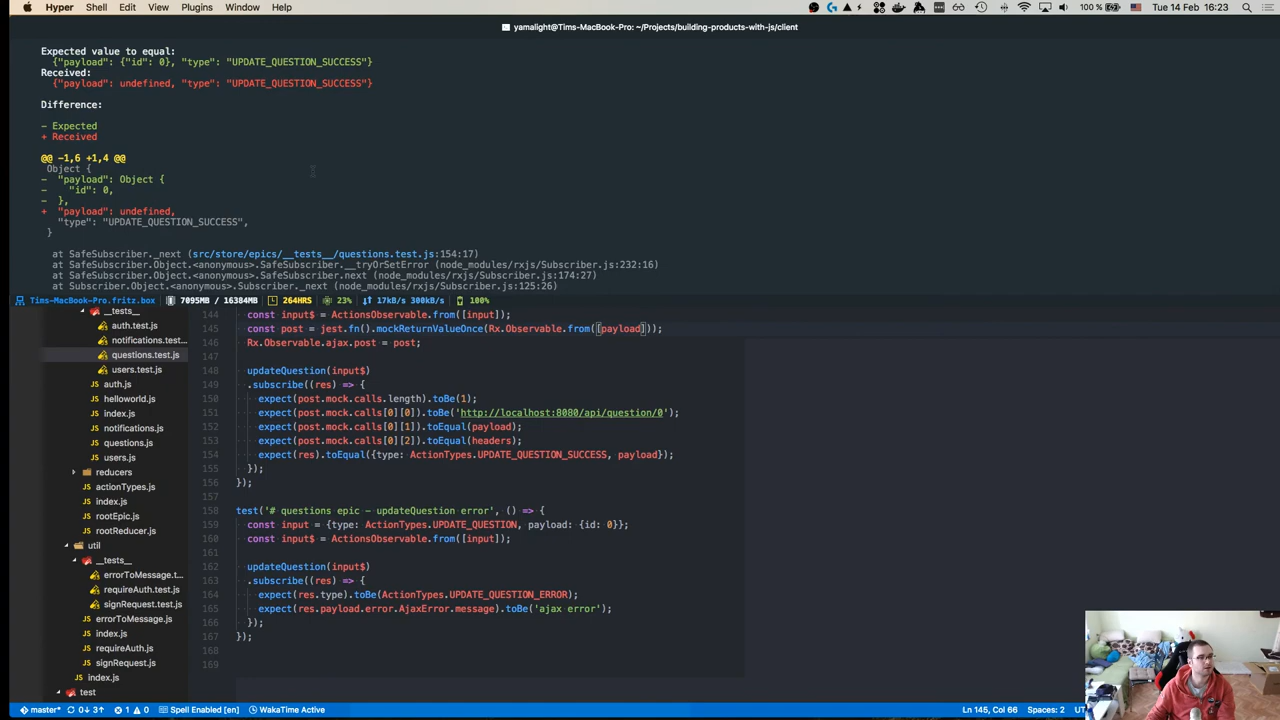 Hyper Shell Edit View Plugins Window Help 100 % Tue 14 Feb 16:23
yamalight@Tims-MacBook-Pro: ~/Projects/building-products-with-js/client
Expected value to equal:
{"payload": {"id": 0}, "type": "UPDATE_QUESTION_SUCCESS"}
Received:
{"payload": undefined, "type": "UPDATE_QUESTION_SUCCESS"}
Difference:
- Expected
+ Received
@@ -1,6 +1,4 @@
Object {
- "payload": Object {
- "id": 0,
- },
+ "payload": undefined,
"type": "UPDATE_QUESTION_SUCCESS",
}
at SafeSubscriber._next (src/store/epics/__tests__/questions.test.js:154:17)
at SafeSubscriber.Object.<anonymous>.SafeSubscriber.__tryOrSetError (node_modules/rxjs/Subscriber.js:232:16)
at SafeSubscriber.Object.<anonymous>.SafeSubscriber.next (node_modules/rxjs/Subscriber.js:174:27)
at Subscriber.Object.<anonymous>.Subscriber._next (node_modules/rxjs/Subscriber.js:125:26)
Tims-MacBook-Pro.fritz.box 7095MB / 16384MB 264HRS 23% 17kB/s 300kB/s 100%
__tests__
auth.test.js
notifications.test...
questions.test.js
users.test.js
auth.js
helloworld.js
index.js
notifications.js
questions.js
users.js
reducers
actionTypes.js
index.js
rootEpic.js
rootReducer.js
util
__tests__
errorToMessage.t...
requireAuth.test.js
signRequest.test.js
errorToMessage.js
index.js
requireAuth.js
signRequest.js
index.js
test
144 const input$ = ActionsObservable.from([input]);
145 const post = jest.fn().mockReturnValueOnce(Rx.Observable.from([payload]));
146 Rx.Observable.ajax.post = post;
147
148 updateQuestion(input$)
149 .subscribe((res) => {
150 expect(post.mock.calls.length).toBe(1);
151 expect(post.mock.calls[0][0]).toBe('http://localhost:8080/api/question/0');
152 expect(post.mock.calls[0][1]).toEqual(payload);
153 expect(post.mock.calls[0][2]).toEqual(headers);
154 expect(res).toEqual({type: ActionTypes.UPDATE_QUESTION_SUCCESS, payload});
155 });
156 });
157
158 test('# questions epic - updateQuestion error', () => {
159 const input = {type: ActionTypes.UPDATE_QUESTION, payload: {id: 0}};
160 const input$ = ActionsObservable.from([input]);
161
162 updateQuestion(input$)
163 .subscribe((res) => {
164 expect(res.type).toBe(ActionTypes.UPDATE_QUESTION_ERROR);
165 expect(res.payload.error.AjaxError.message).toBe('ajax error');
166 });
167 });
168
169
master* 0↓ 3↑ 1 0 Spell Enabled [en] WakaTime Active Ln 145, Col 66 Spaces: 2 UT